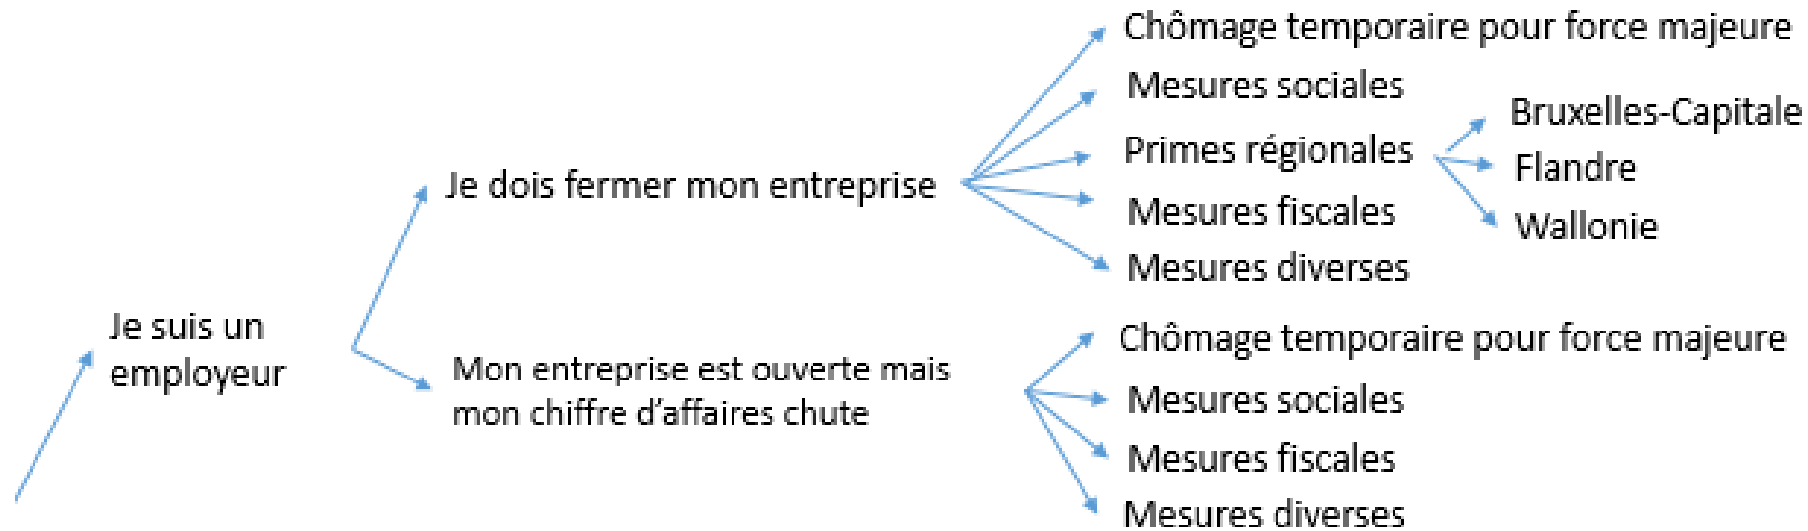 Je suis un
employeur
Je dois fermer mon entreprise
Chômage temporaire pour force majeure
Mesures sociales
Primes régionales
Bruxelles-Capitale
Flandre
Wallonie
Mesures fiscales
Mesures diverses
Mon entreprise est ouverte mais
mon chiffre d'affaires chute
Chômage temporaire pour force majeure
Mesures sociales
Mesures fiscales
Mesures diverses